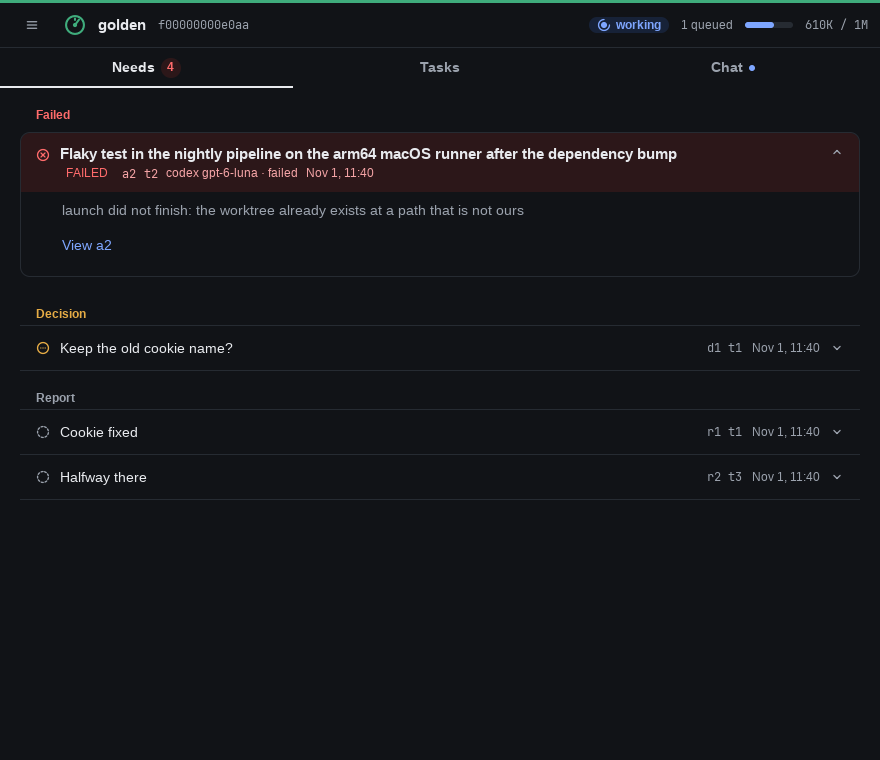 golden f00000000e0aa working 1 queued 610K / 1M
Needs 4 Tasks Chat
Failed
Flaky test in the nightly pipeline on the arm64 macOS runner after the dependency bump
FAILED a2 t2 codex gpt-6-luna · failed Nov 1, 11:40
launch did not finish: the worktree already exists at a path that is not ours
View a2
Decision
Keep the old cookie name? d1 t1 Nov 1, 11:40
Report
Cookie fixed r1 t1 Nov 1, 11:40
Halfway there r2 t3 Nov 1, 11:40